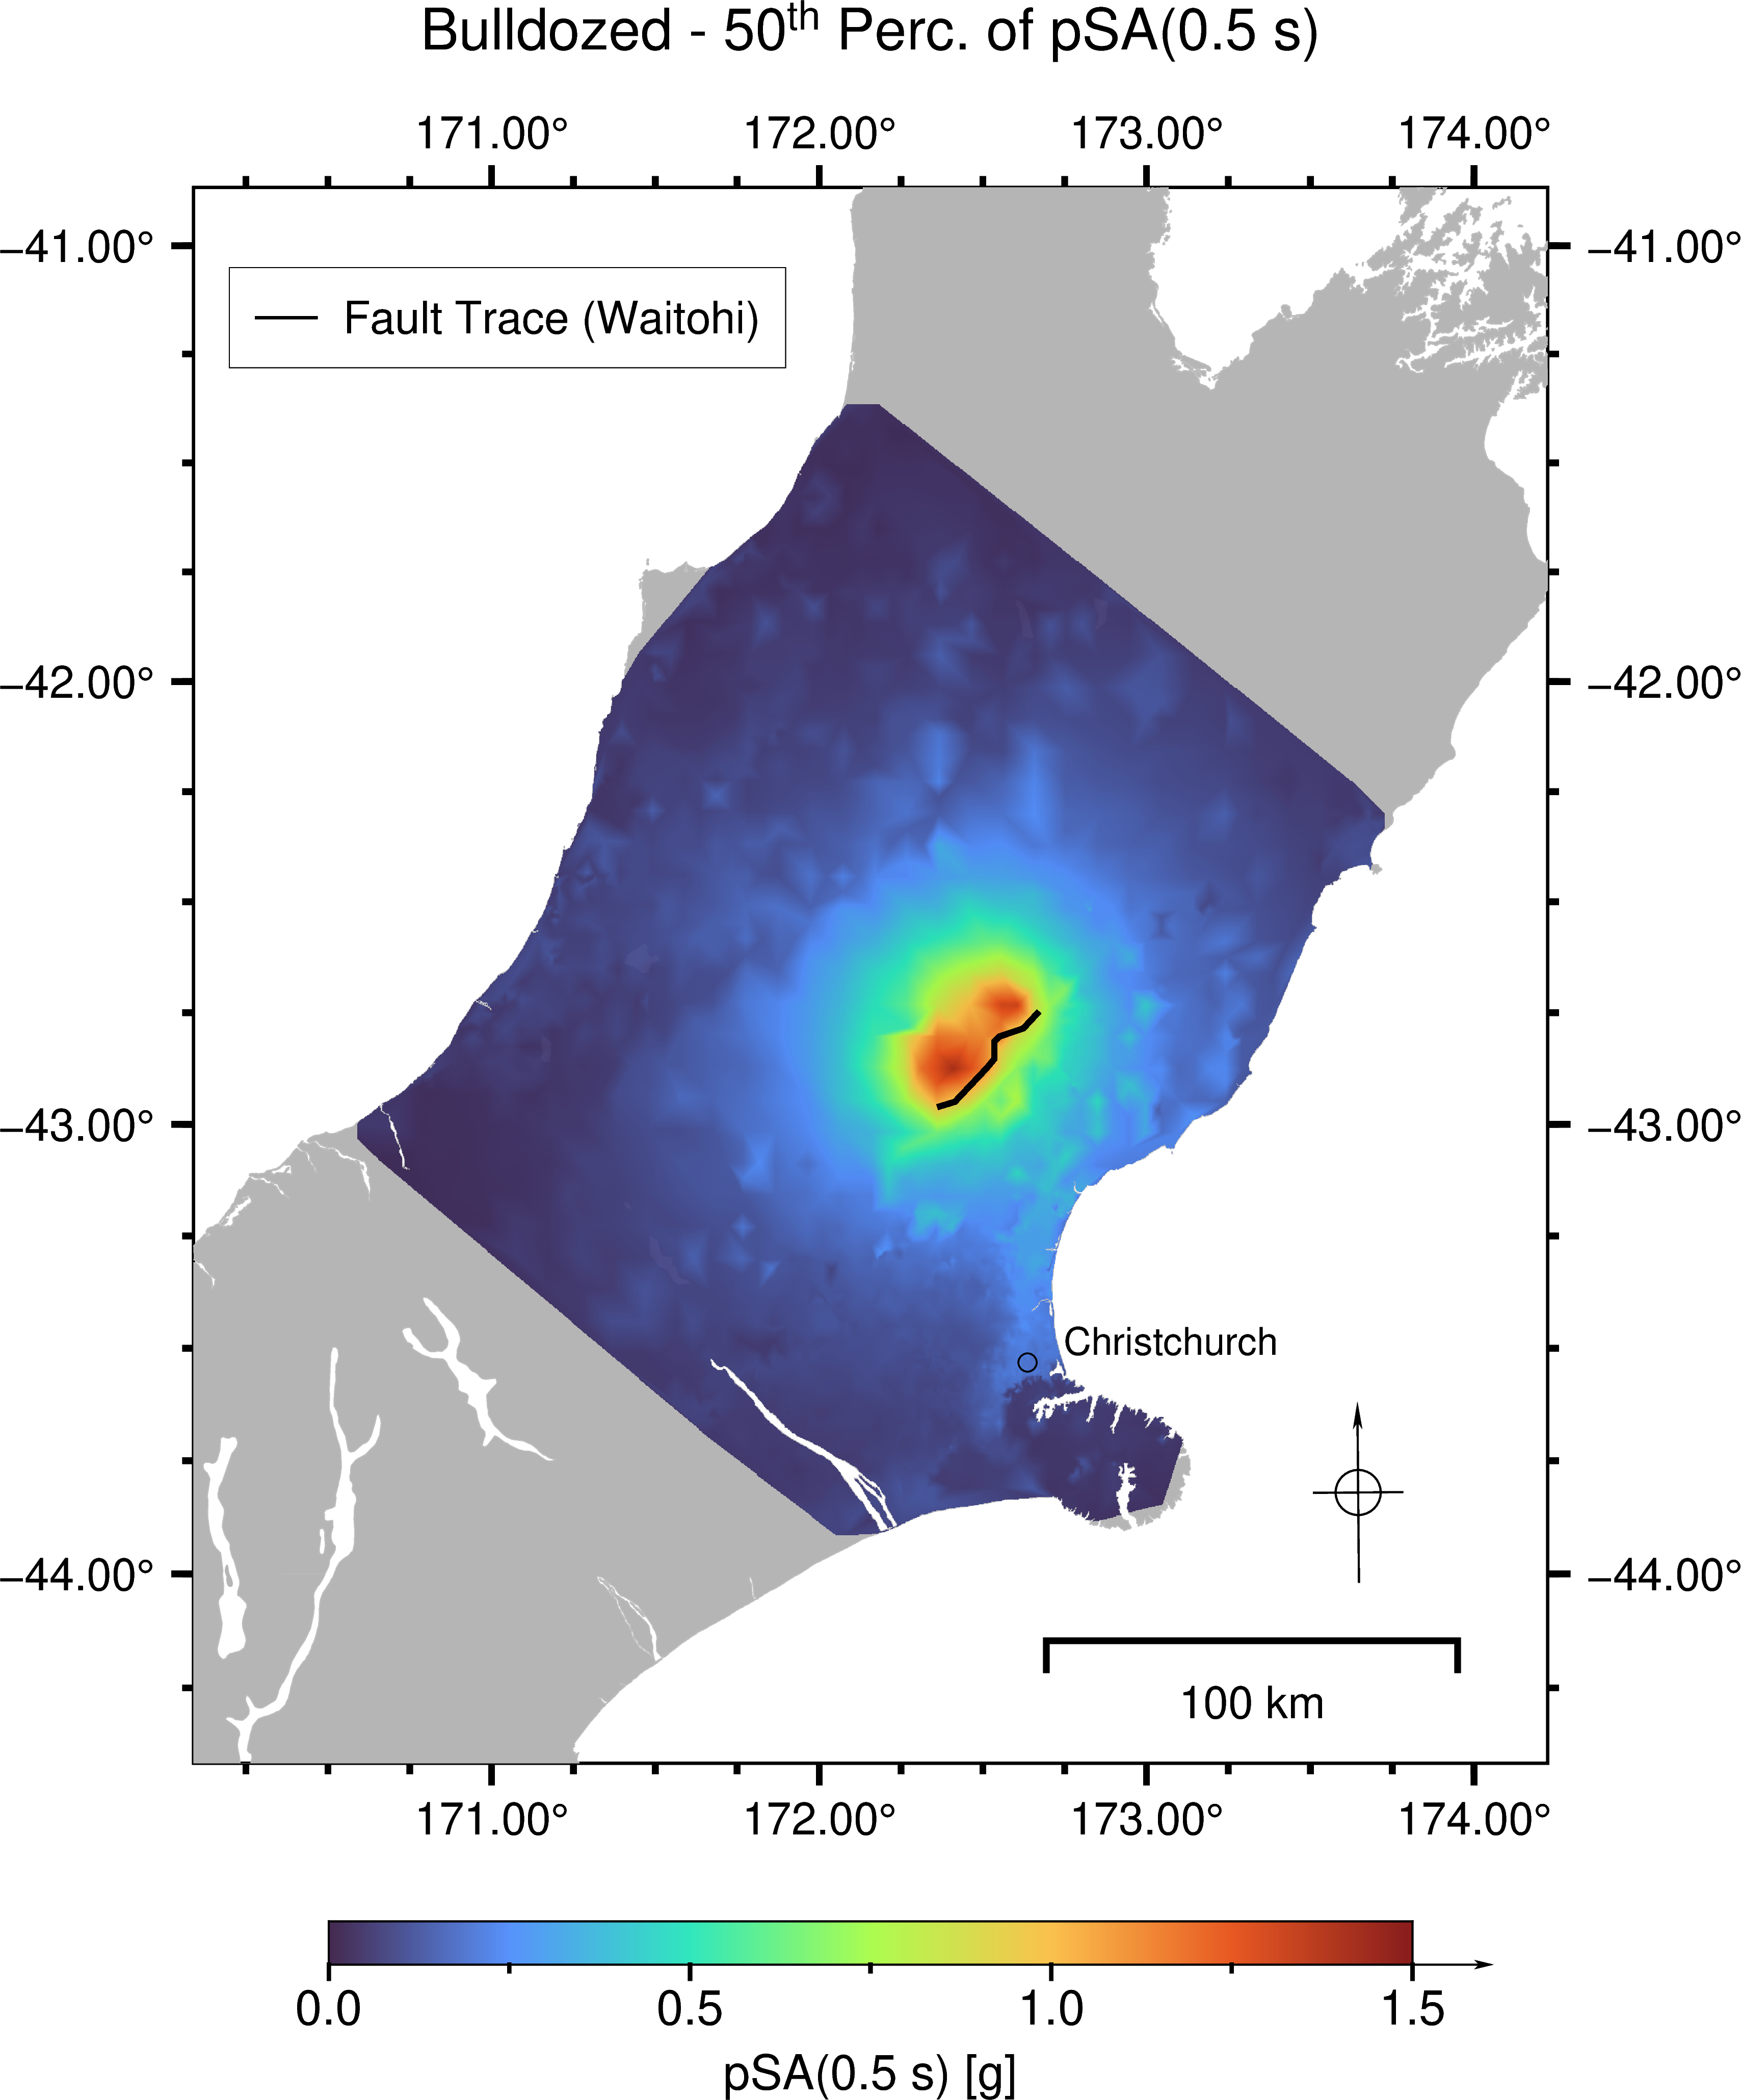 Bulldozed - 50th Perc. of pSA(0.5 s)
171.00° 172.00° 173.00° 174.00°
−41.00° −41.00°
Fault Trace (Waitohi)
−42.00° −42.00°
−43.00° −43.00°
Christchurch
−44.00° −44.00°
100 km
171.00° 172.00° 173.00° 174.00°
0.0 0.5 1.0 1.5
pSA(0.5 s) [g]